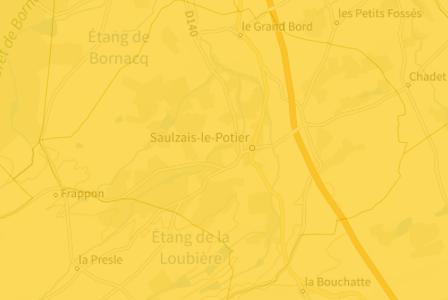 les Petits Fossés
D140
le Grand Bord
Étang de
Bornacq
Chadet
Saulzais-le-Potier
Frappon
Étang de la
Loubière
la Presle
la Bouchatte